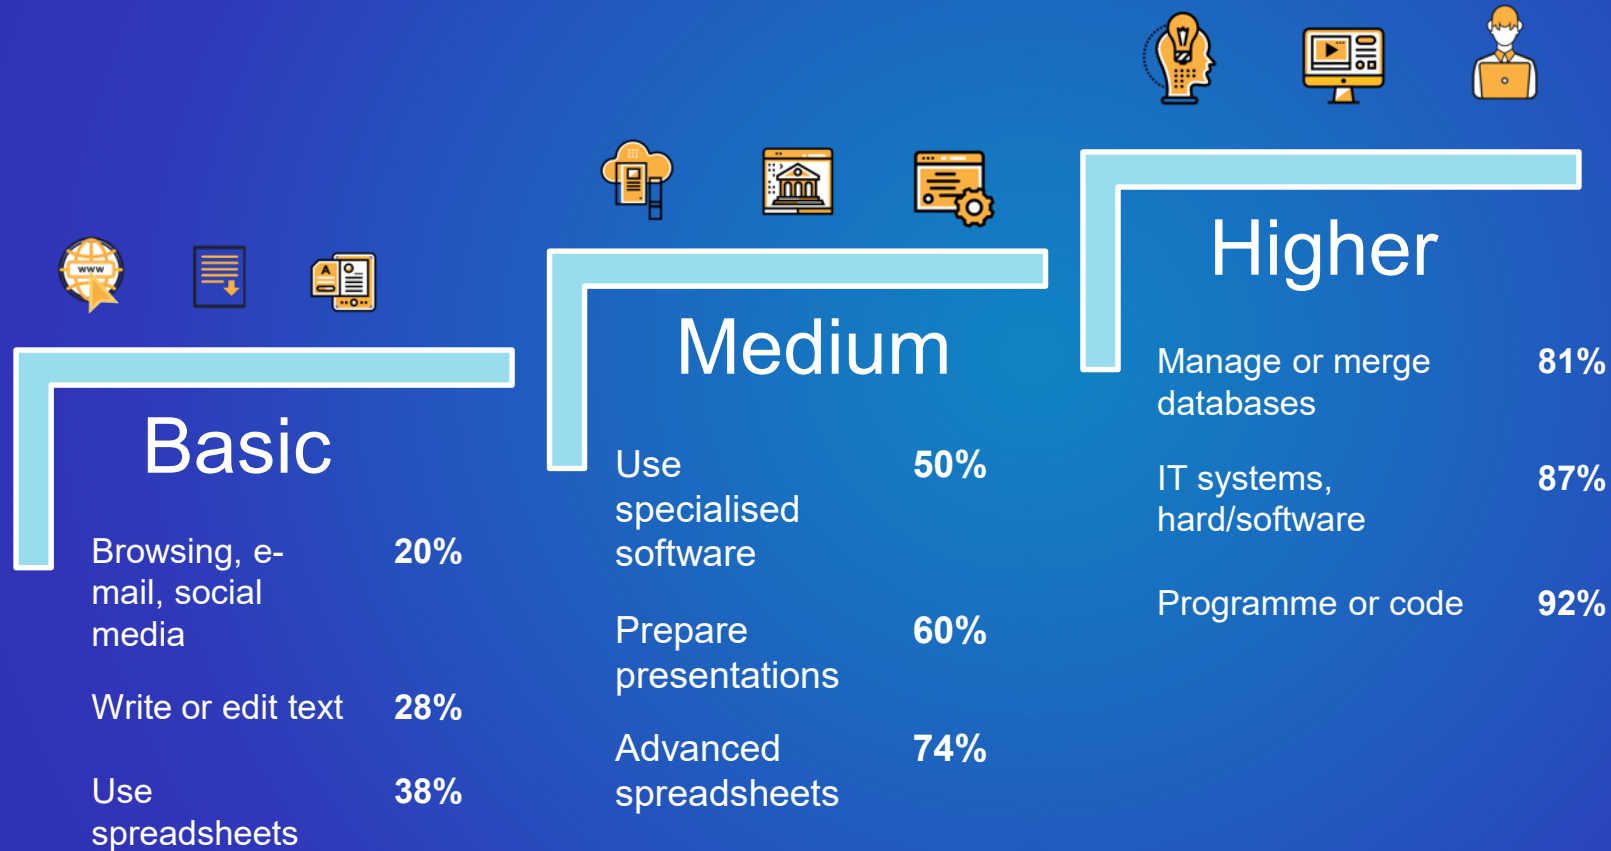 WWW
A
Basic
Browsing, e- 20%
mail, social
media
Write or edit text 28%
Use 38%
spreadsheets
Medium
Use 50%
specialised
software
Prepare 60%
presentations
Advanced 74%
spreadsheets
Higher
Manage or merge 81%
databases
IT systems, 87%
hard/software
Programme or code 92%